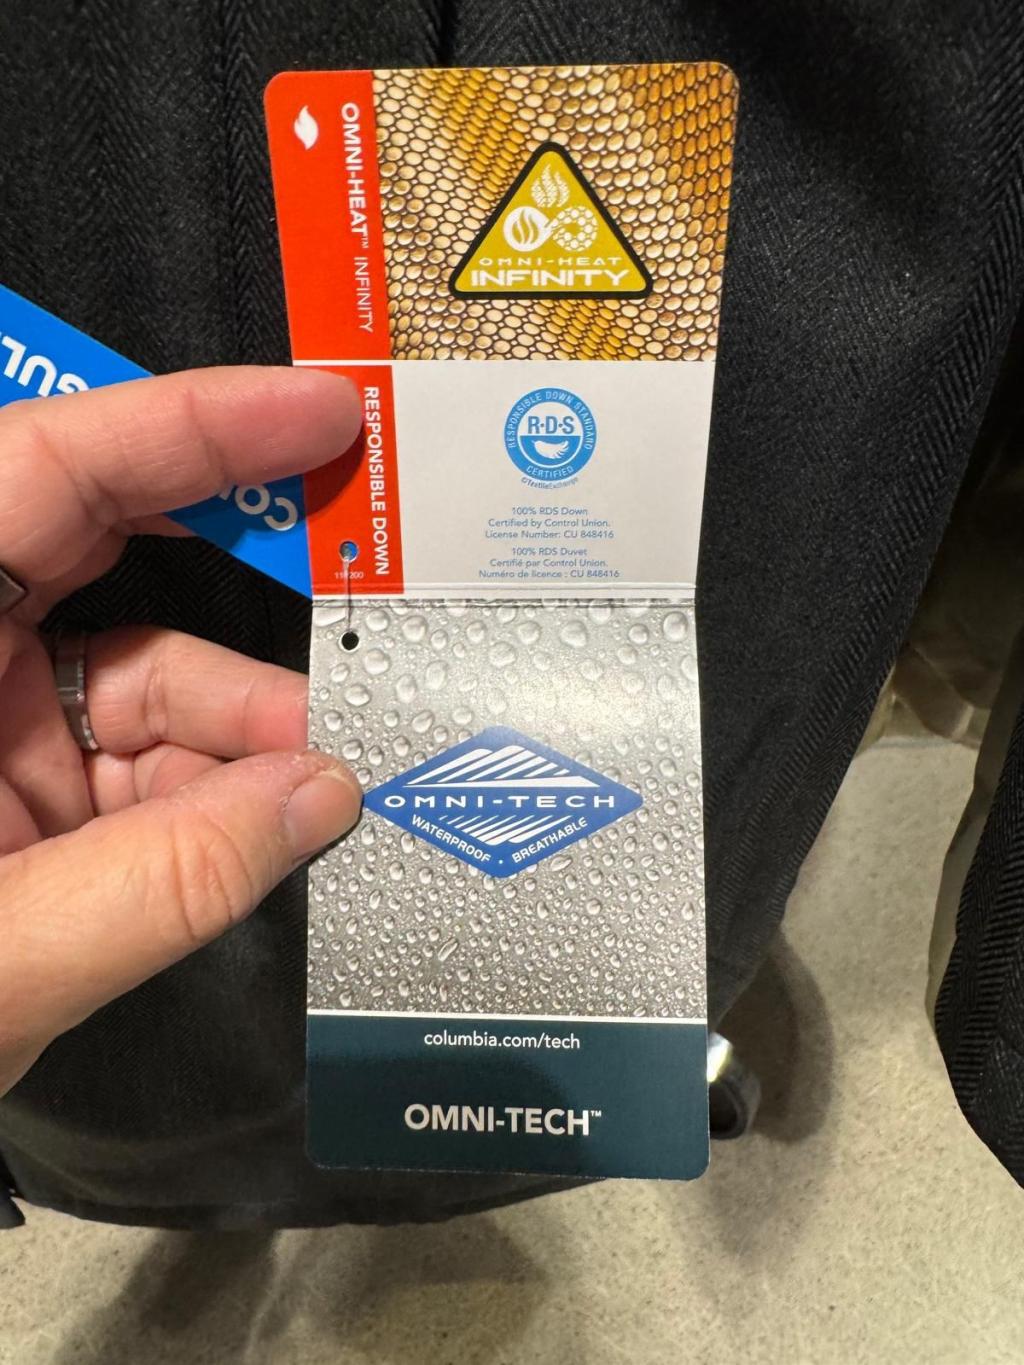 OMNI-HEAT™ INFINITY
OMNI-HEAT
INFINITY
RESPONSIBLE DOWN
RESPONSIBLE DOWN STANDARD
R·D·S
CERTIFIED
©TextileExchange
100% RDS Down
Certified by Control Union.
License Number: CU 848416
100% RDS Duvet
Certifié par Control Union.
Numéro de licence : CU 848416
OMNI-TECH
WATERPROOF • BREATHABLE
columbia.com/tech
OMNI-TECH™